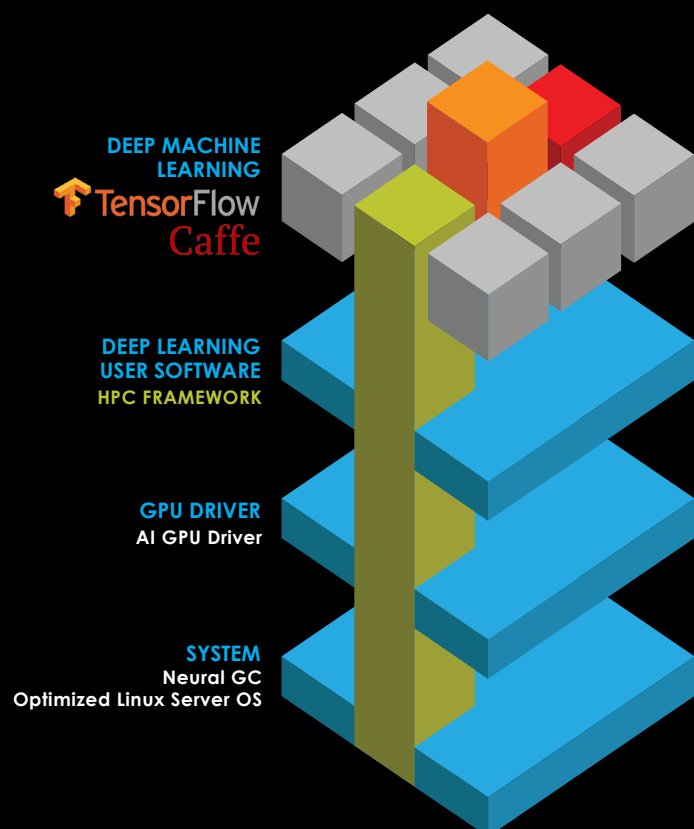 DEEP MACHINE
LEARNING
TensorFlow
Caffe
DEEP LEARNING
USER SOFTWARE
HPC FRAMEWORK
GPU DRIVER
AI GPU Driver
SYSTEM
Neural GC
Optimized Linux Server OS